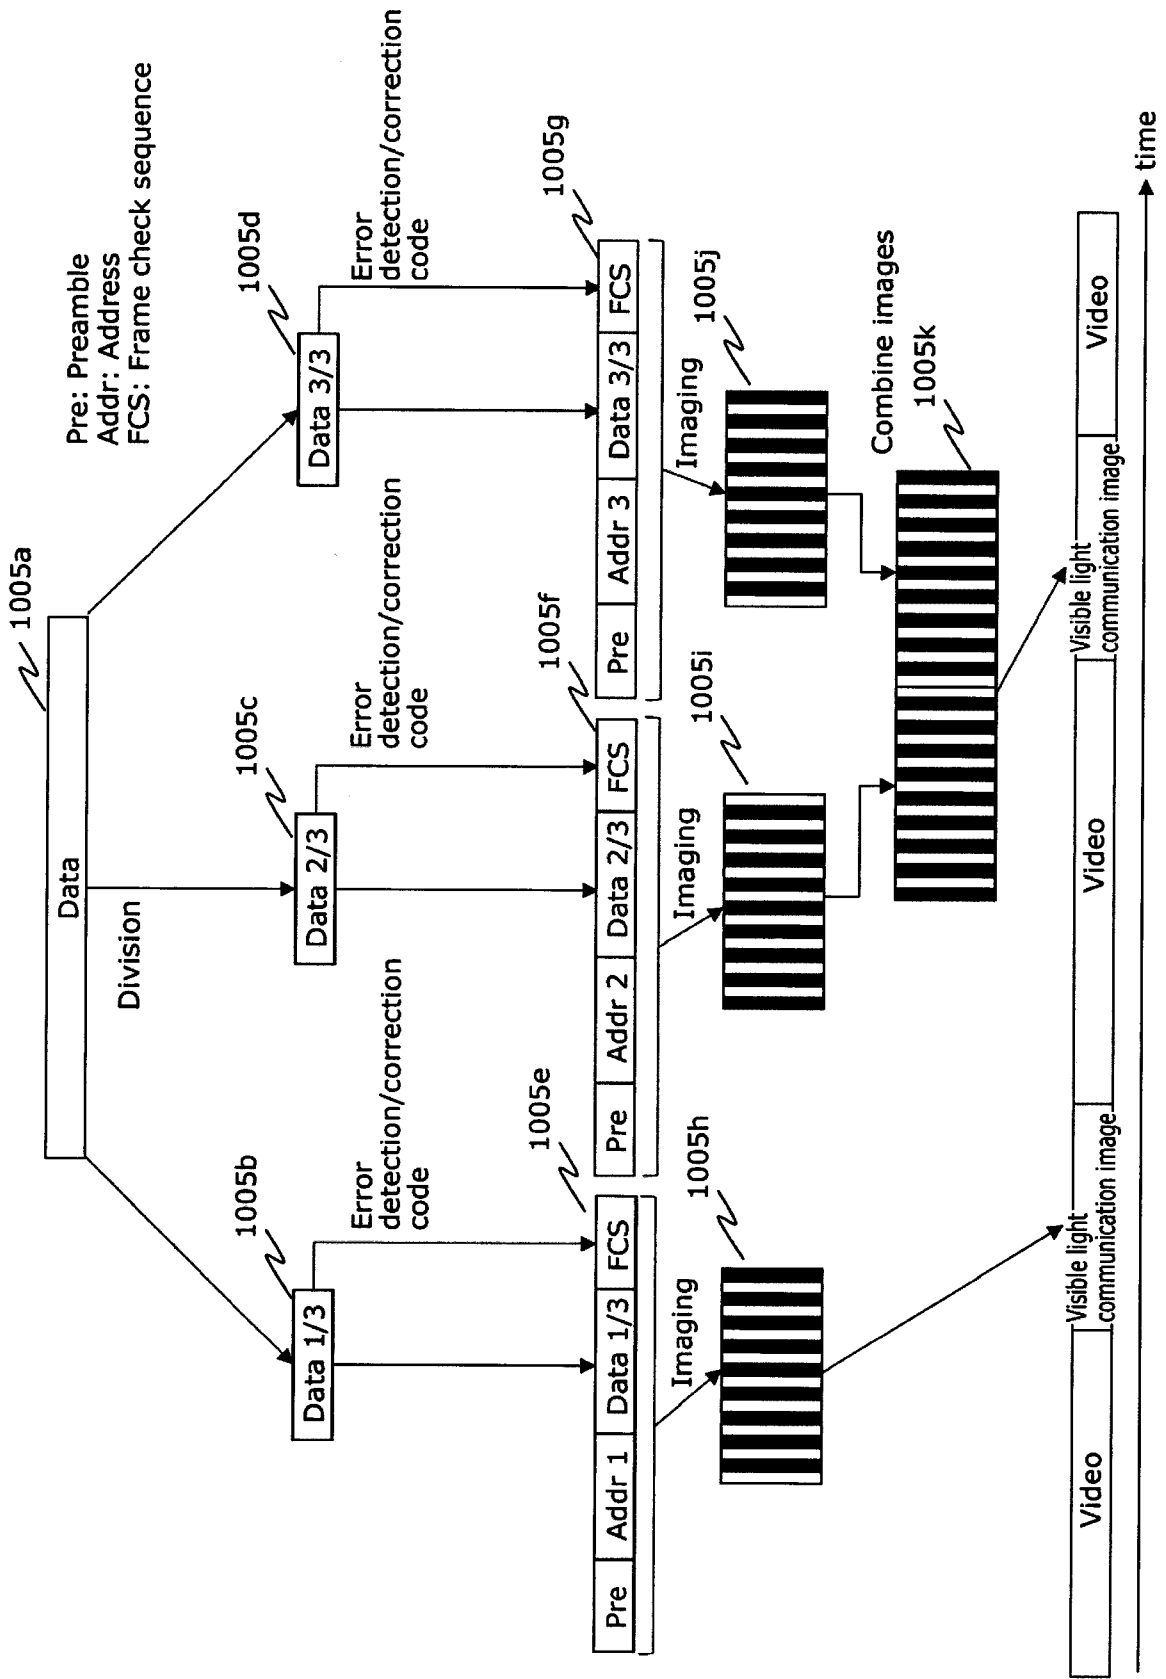 Pre: Preamble
Addr: Address
FCS: Frame check sequence
1005a
Data
Division
1005b
1005c
1005d
Data 1/3
Data 2/3
Data 3/3
Error
detection/correction
code
Error
detection/correction
code
Error
detection/correction
code
1005e
1005f
1005g
Pre Addr 1 Data 1/3 FCS
Pre Addr 2 Data 2/3 FCS
Pre Addr 3 Data 3/3 FCS
Imaging
Imaging
Imaging
1005h
1005i
1005j
Combine images
1005k
Video
Visible light
communication image
Video
Visible light
communication image
Video
time